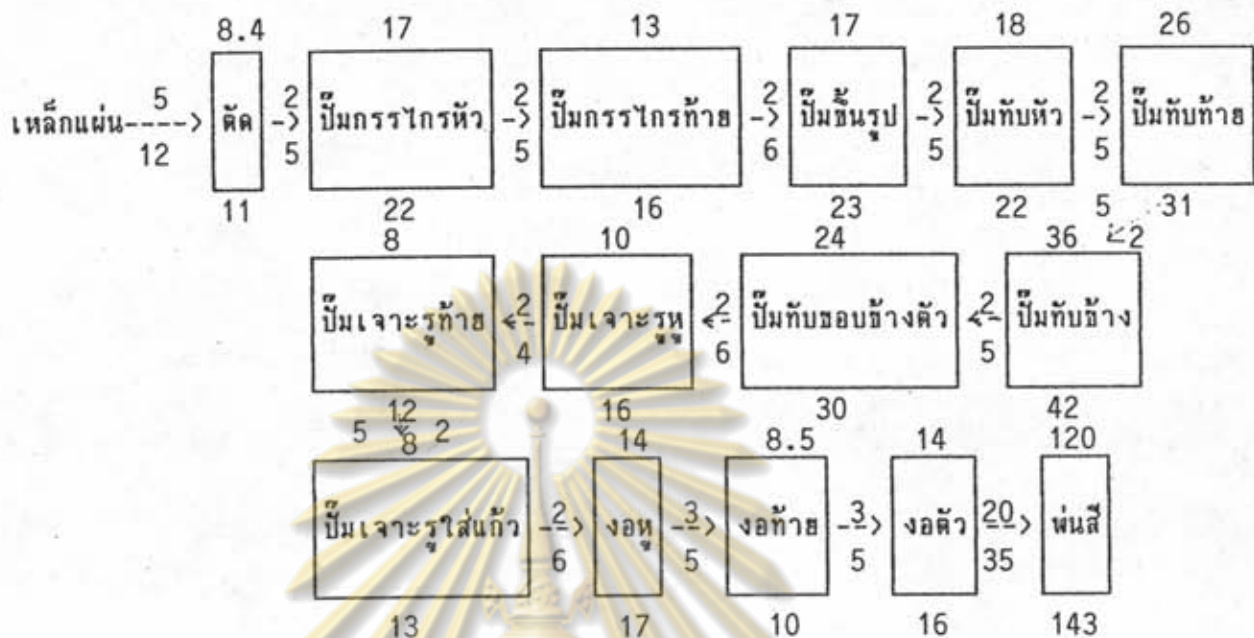 8.4 17 13 17 18 26
เหล็กแผ่น----> ตัด -> ปั๊มกรรไกรหัว -> ปั๊มกรรไกรท้าย -> ปั๊มขึ้นรูป -> ปั๊มทับหัว -> ปั๊มทับท้าย
5 2 2 2 2 2
12 5 5 6 5 5
11 22 16 23 22 5 31
8 10 24 36 <-2
ปั๊มเจาะรูท้าย <- ปั๊มเจาะรูหู <- ปั๊มทับขอบข้างตัว <- ปั๊มทับข้าง
2 2 2
4 6 5
12 16 30 42
5 2
8 14 8.5 14 120
ปั๊มเจาะรูใส่แก้ว --> งอหู --> งอท้าย --> งอตัว --> พ่นสี
2 3 3 20
6 5 5 35
13 17 10 16 143